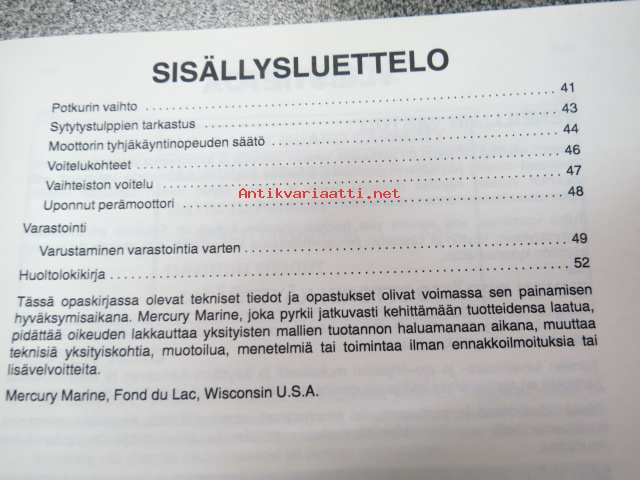 SISÄLLYSLUETTELO
Potkurin vaihto 41
Sytytystulppien tarkastus 43
Moottorin tyhjäkäyntinopeuden säätö 44
Voitelukohteet 46
Vaihteiston voitelu 47
Antikvariaatti.net
Uponnut perämoottori 48
Varastointi
Varustaminen varastointia varten 49
Huoltolokikirja 52
Tässä opaskirjassa olevat tekniset tiedot ja opastukset olivat voimassa sen painamisen
hyväksymisaikana. Mercury Marine, joka pyrkii jatkuvasti kehittämään tuotteidensa laatua,
pidättää oikeuden lakkauttaa yksityisten mallien tuotannon haluamanaan aikana, muuttaa
teknisiä yksityiskohtia, muotoilua, menetelmiä tai toimintaa ilman ennakkoilmoituksia tai
lisävelvoitteita.
Mercury Marine, Fond du Lac, Wisconsin U.S.A.